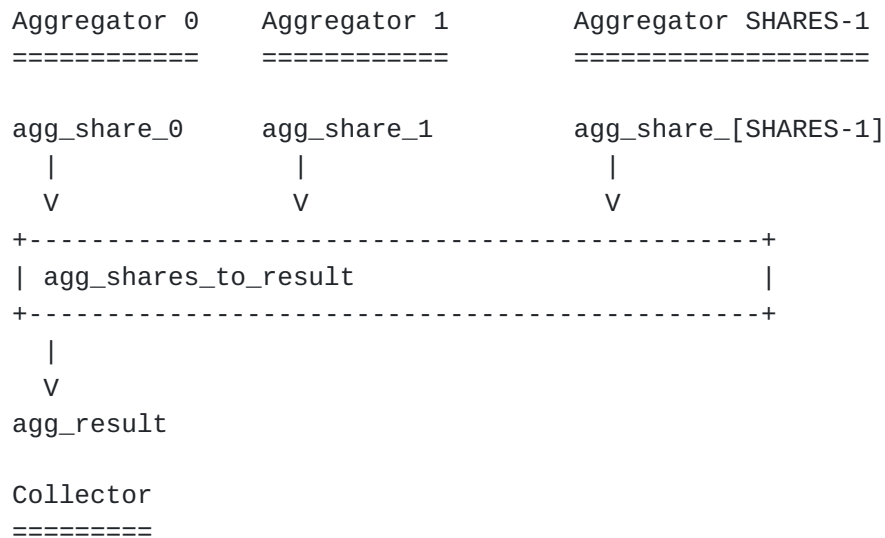 Aggregator 0    Aggregator 1        Aggregator SHARES-1
============    ============        ===================

agg_share_0     agg_share_1         agg_share_[SHARES-1]
  |               |                   |
  V               V                   V
+-----------------------------------------------+
| agg_shares_to_result                          |
+-----------------------------------------------+
  |
  V
agg_result

Collector
=========